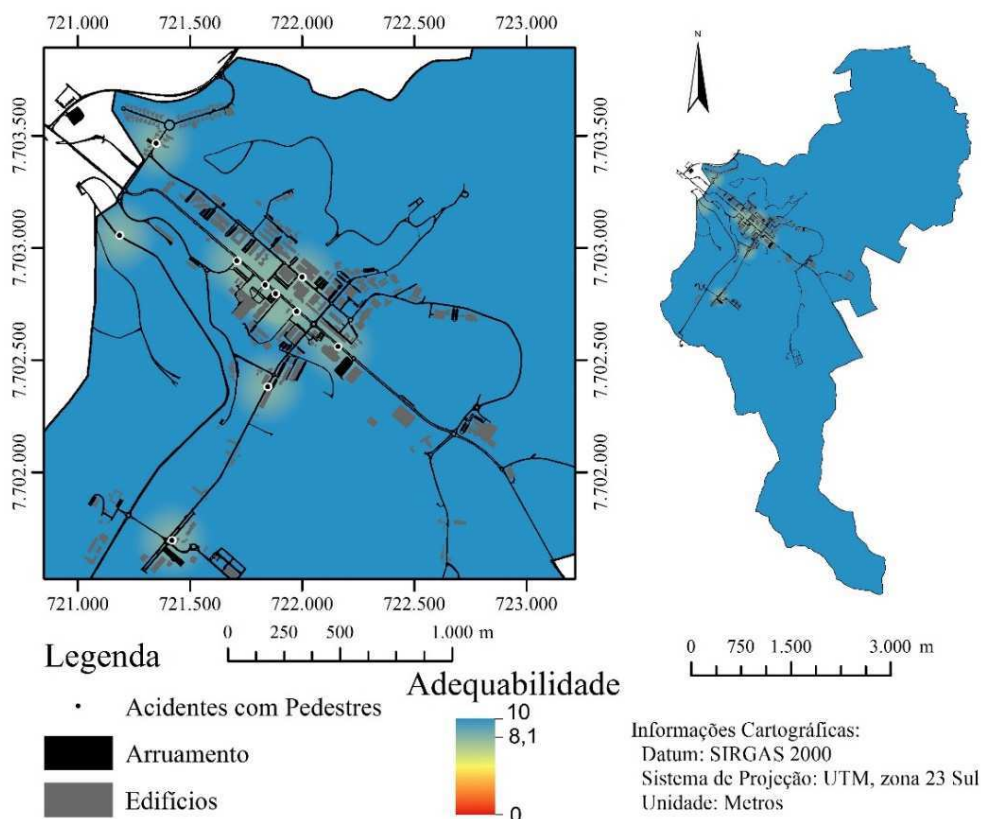 721.000 721.500 722.000 722.500 723.000
N
7.703.500 7.703.500
7.703.000 7.703.000
7.702.500 7.702.500
7.702.000 7.702.000
721.000 721.500 722.000 722.500 723.000
0 250 500 1.000 m
0 750 1.500 3.000 m
Legenda
Acidentes com Pedestres
Arruamento
Edifícios
Adequabilidade
10
8,1
0
Informações Cartográficas:
Datum: SIRGAS 2000
Sistema de Projeção: UTM, zona 23 Sul
Unidade: Metros